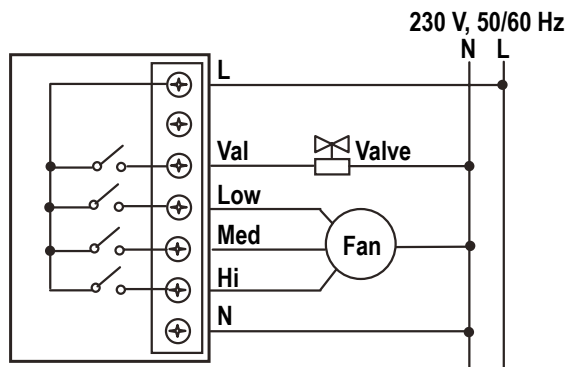 230 V, 50/60 Hz
N L
L
Val
Valve
Low
Med
Fan
Hi
N